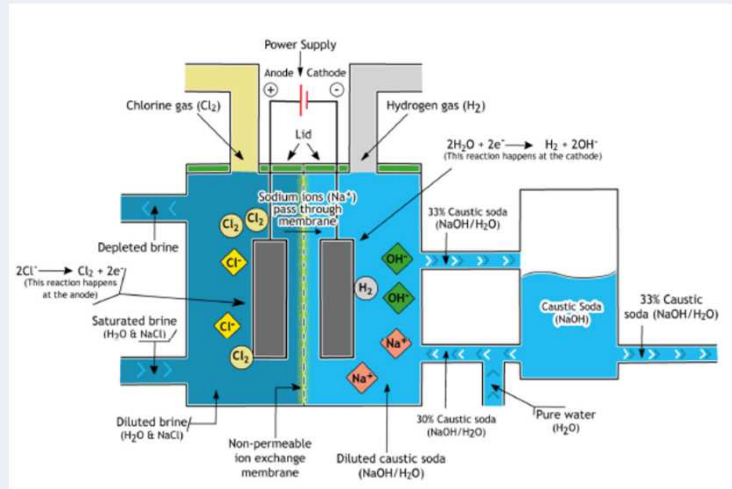 Power Supply
Anode
Cathode
+
-
Chlorine gas (Cl2)
Hydrogen gas (H2)
Lid
2H2O + 2e-
H2 + 2OH-
(This reaction happens at the cathode)
Sodium ions (Na+)
pass through
membrane
Cl2
Cl2
33% Caustic soda
(NaOH/H2O)
Depleted brine
Cl-
OH-
2Cl-
Cl2 + 2e-
(This reaction happens
at the anode)
H2
OH-
Caustic Soda
(NaOH)
33% Caustic
soda (NaOH/H2O)
Saturated brine
(H2O & NaCl)
Cl-
Cl2
Na+
Na+
Diluted brine
(H2O & NaCl)
Non-permeable
ion exchange
membrane
Diluted caustic soda
(NaOH/H2O)
30% Caustic soda
(NaOH/H2O)
Pure water
(H2O)